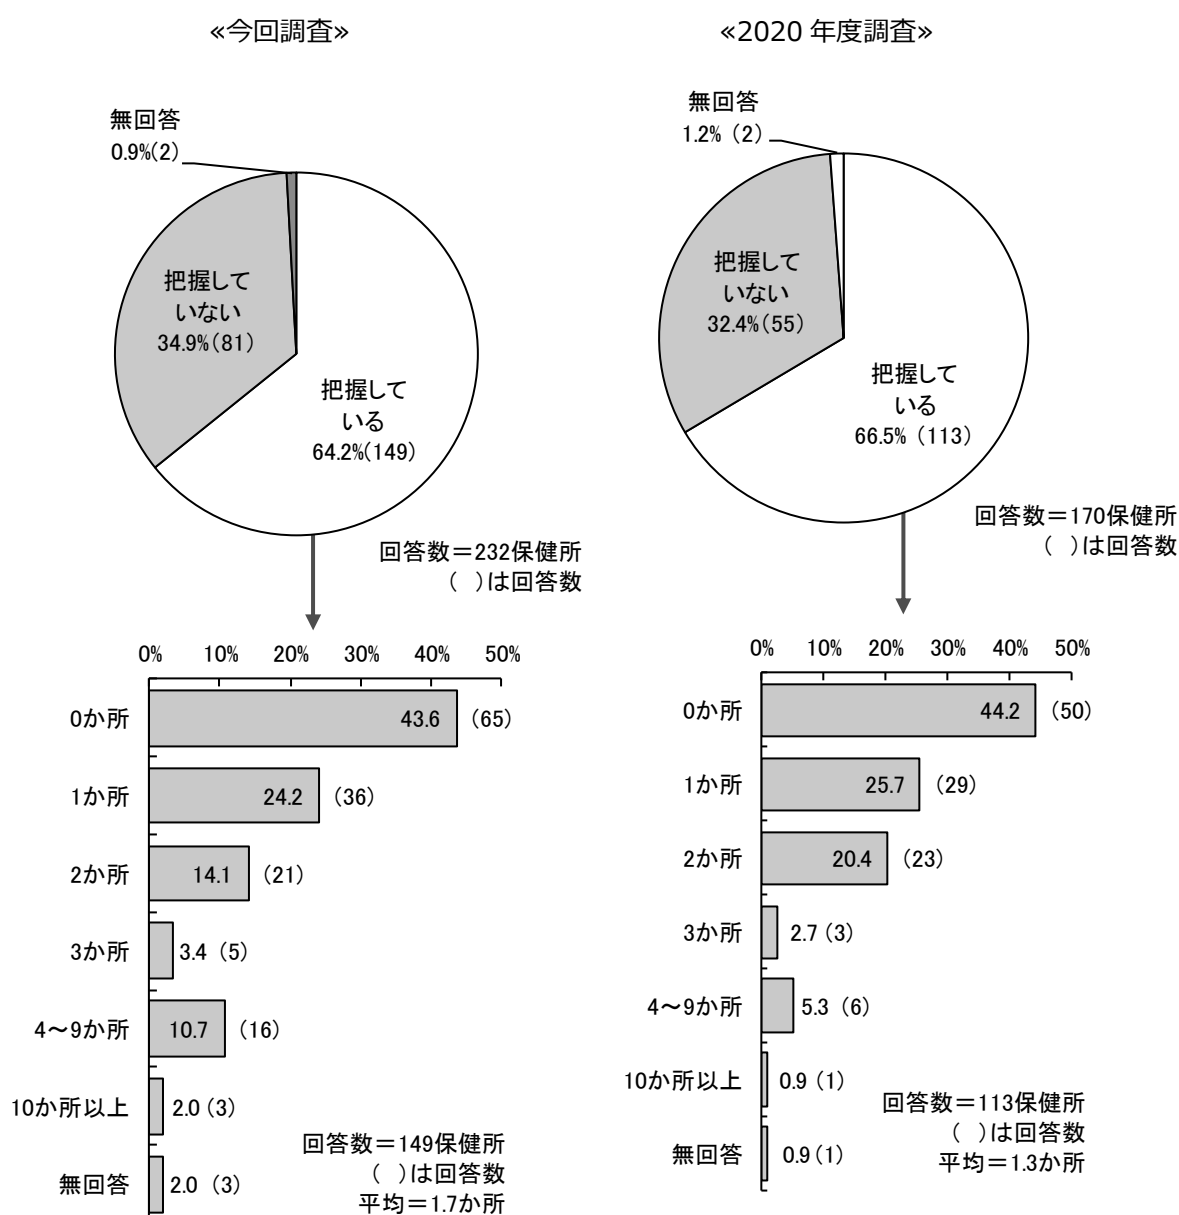 ≪今回調査≫
無回答
0.9%(2)
把握して
いない
34.9%(81)
把握して
いる
64.2%(149)
回答数＝232保健所
（ ）は回答数
0% 10% 20% 30% 40% 50%
0か所 43.6 (65)
1か所 24.2 (36)
2か所 14.1 (21)
3か所 3.4 (5)
4～9か所 10.7 (16)
10か所以上 2.0 (3)
無回答 2.0 (3)
回答数＝149保健所
（ ）は回答数
平均＝1.7か所
≪2020 年度調査≫
無回答
1.2% (2)
把握して
いない
32.4%(55)
把握して
いる
66.5% (113)
回答数＝170保健所
（ ）は回答数
0% 10% 20% 30% 40% 50%
0か所 44.2 (50)
1か所 25.7 (29)
2か所 20.4 (23)
3か所 2.7 (3)
4～9か所 5.3 (6)
10か所以上 0.9 (1)
無回答 0.9 (1)
回答数＝113保健所
（ ）は回答数
平均＝1.3か所